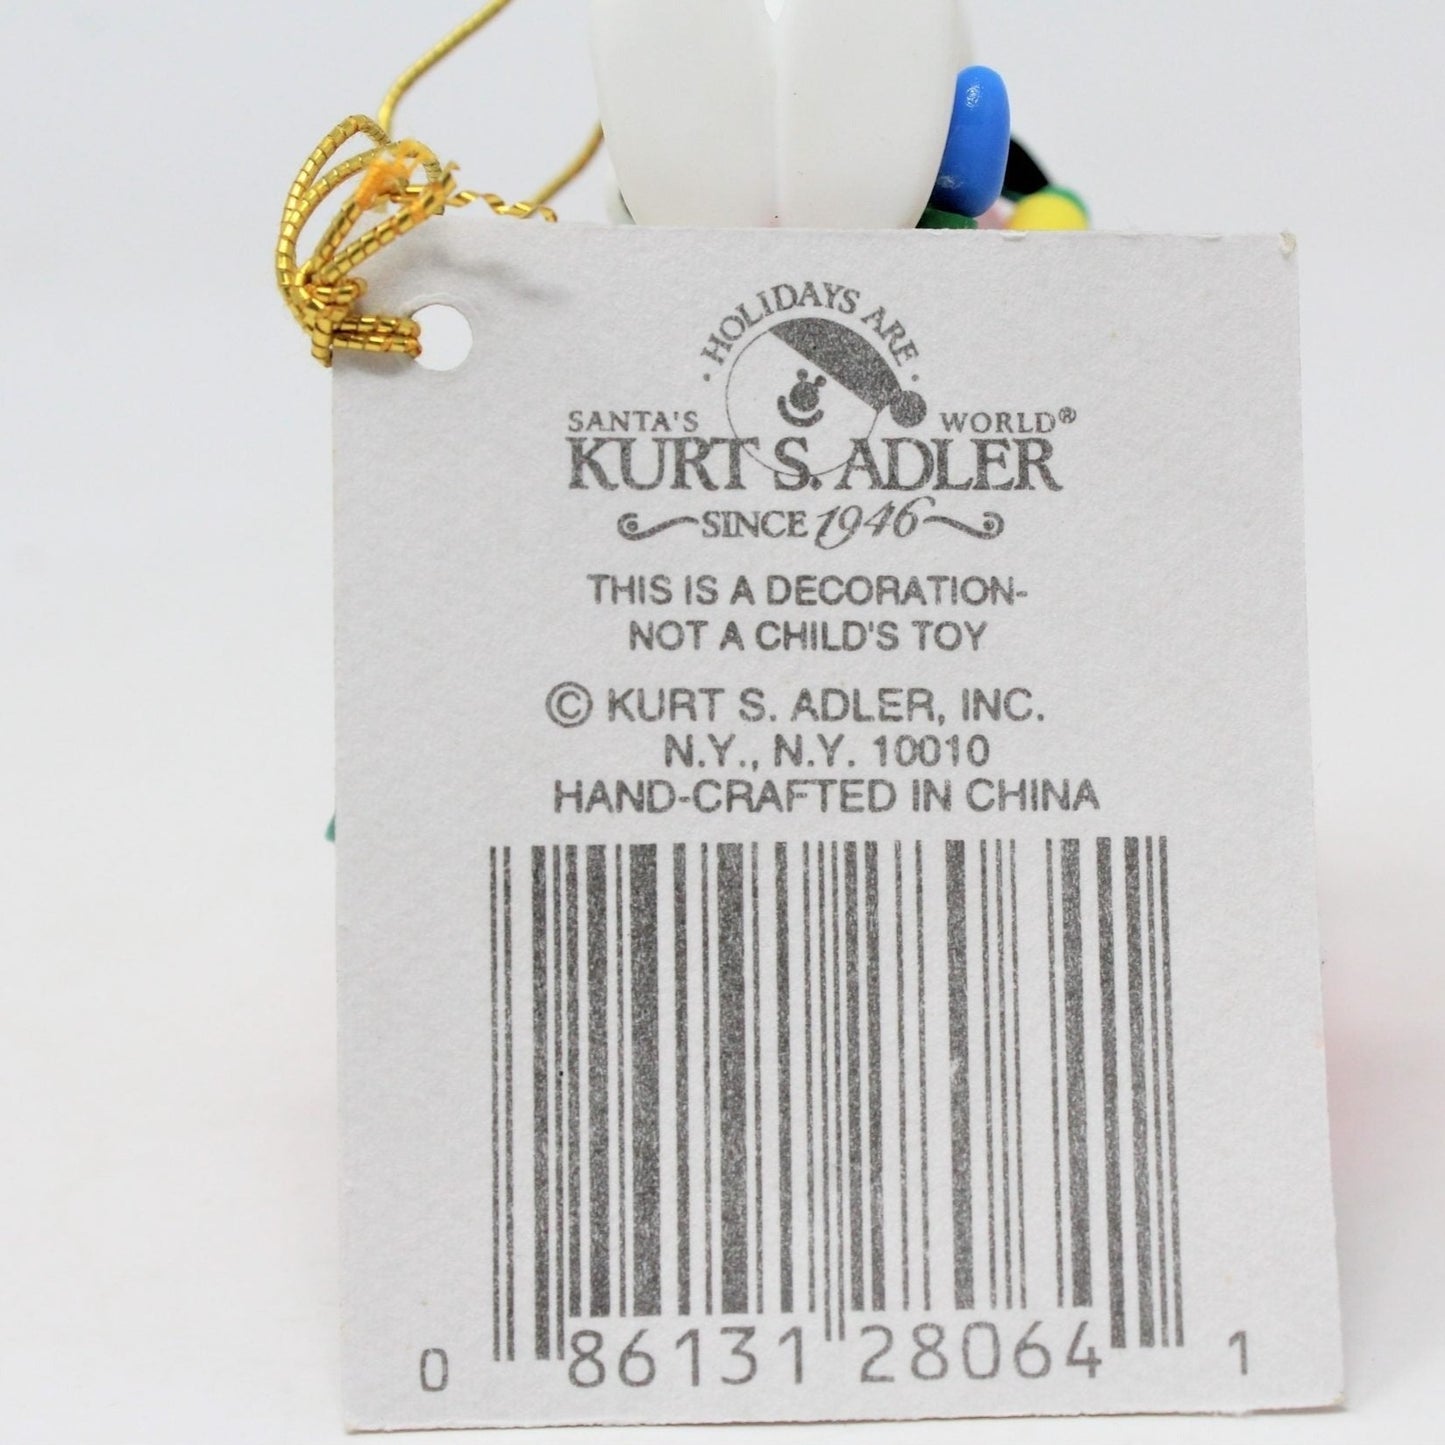 · HOLIDAYS ARE ·
SANTA'S WORLD®
KURT S. ADLER
SINCE 1946
THIS IS A DECORATION-
NOT A CHILD'S TOY
© KURT S. ADLER, INC.
N.Y., N.Y. 10010
HAND-CRAFTED IN CHINA
0 86131 28064 1